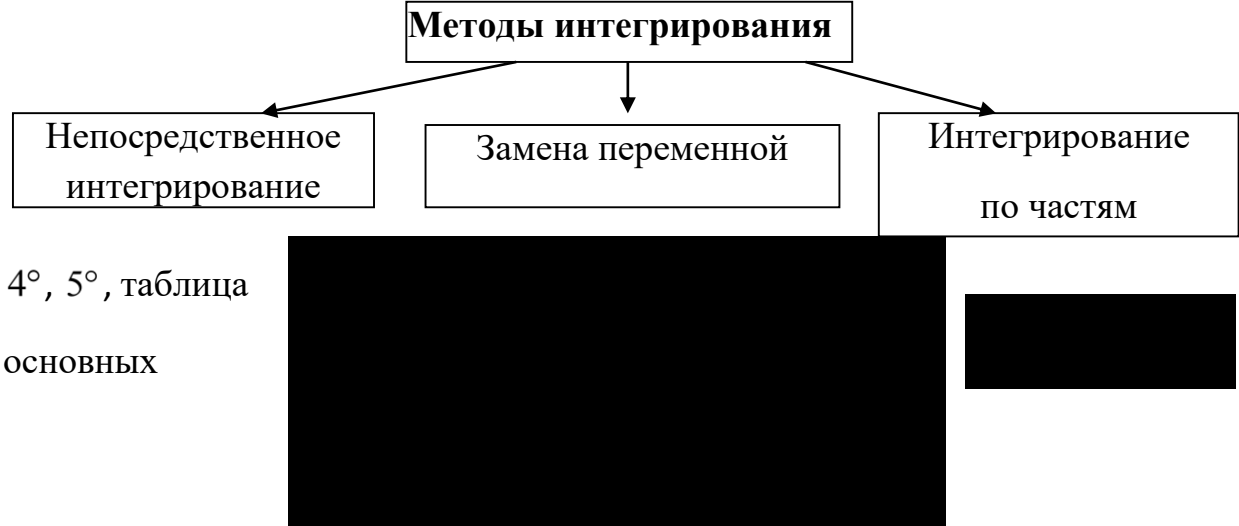 Методы интегрирования
Непосредственное
интегрирование
Замена переменной
Интегрирование
по частям
4°, 5°, таблица
основных